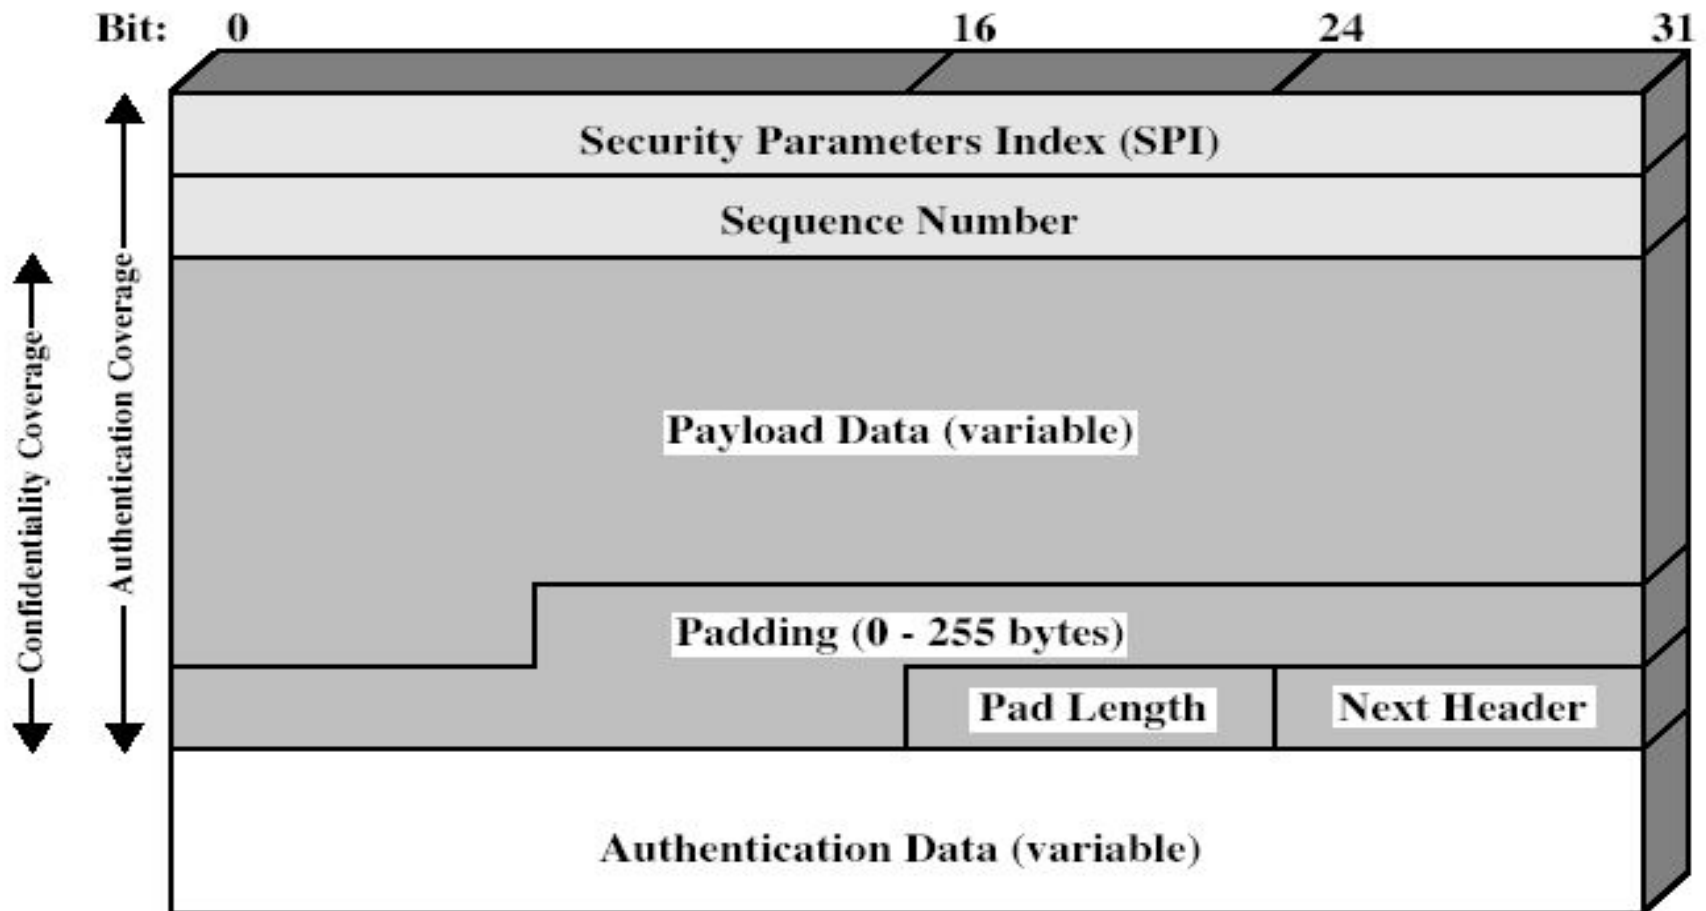 Bit: 0 16 24 31
Security Parameters Index (SPI)
Sequence Number
Confidentiality Coverage
Authentication Coverage
Payload Data (variable)
Padding (0 - 255 bytes)
Pad Length
Next Header
Authentication Data (variable)